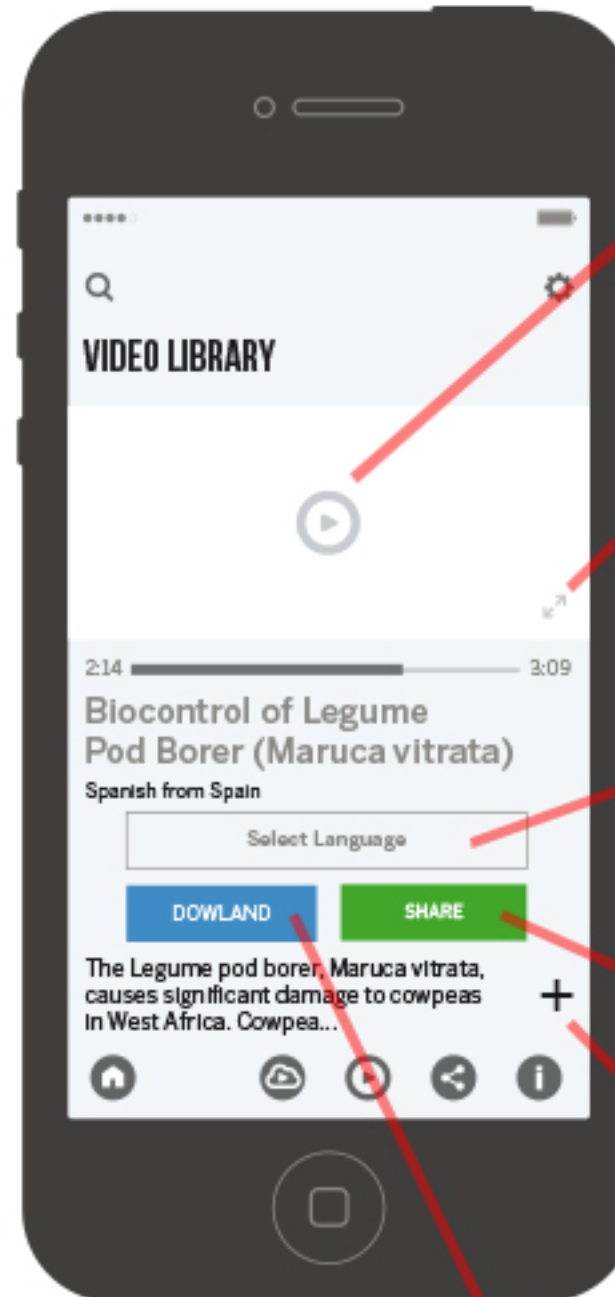 VIDEO LIBRARY
2:14 3:09
Biocontrol of Legume
Pod Borer (Maruca vitrata)
Spanish from Spain
Select Language
DOWLAND SHARE
The Legume pod borer, Maruca vitrata,
causes significant damage to cowpeas
in West Africa. Cowpea...